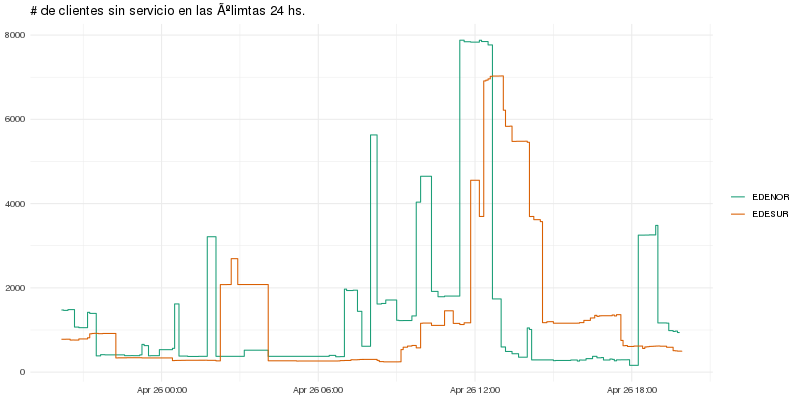 # de clientes sin servicio en las Ãºlimtas 24 hs.
8000
6000
4000
2000
0
Apr 26 00:00
Apr 26 06:00
Apr 26 12:00
Apr 26 18:00
EDENOR
EDESUR